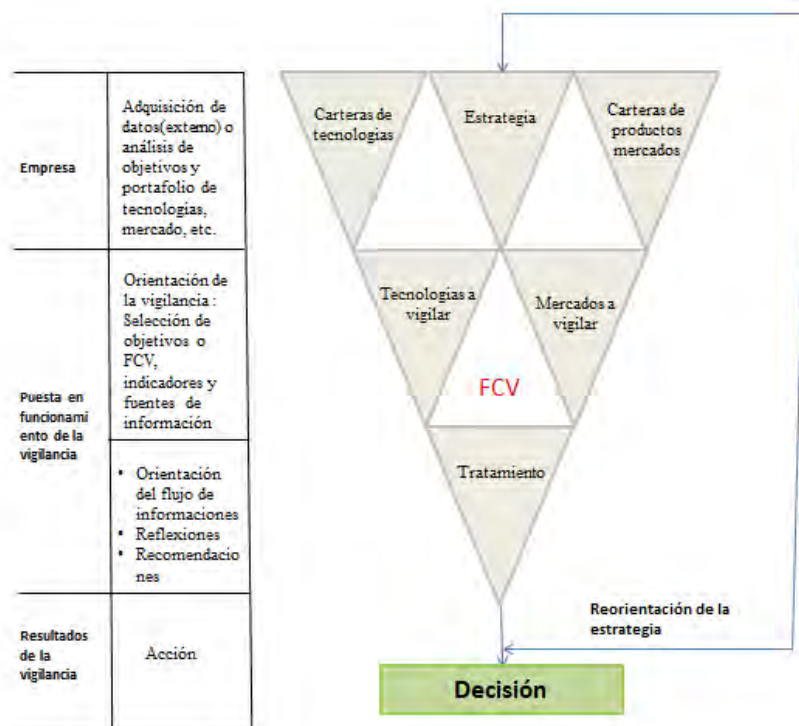 Empresa
Adquisición de
datos(externo) o
análisis de
objetivos y
portafolio de
tecnologías,
mercado, etc.
Puesta en
funcionami
ento de la
vigilancia
Orientación de
la vigilancia :
Selección de
objetivos o
FCV,
indicadores y
fuentes de
información
• Orientación
del flujo de
informaciones
• Reflexiones
• Recomendacio
nes
Resultados
de la
vigilancia
Acción
Carteras de
tecnologías
Estrategia
Carteras de
productos
mercados
Tecnologías a
vigilar
Mercados a
vigilar
FCV
Tratamiento
Reorientación de la
estrategia
Decisión